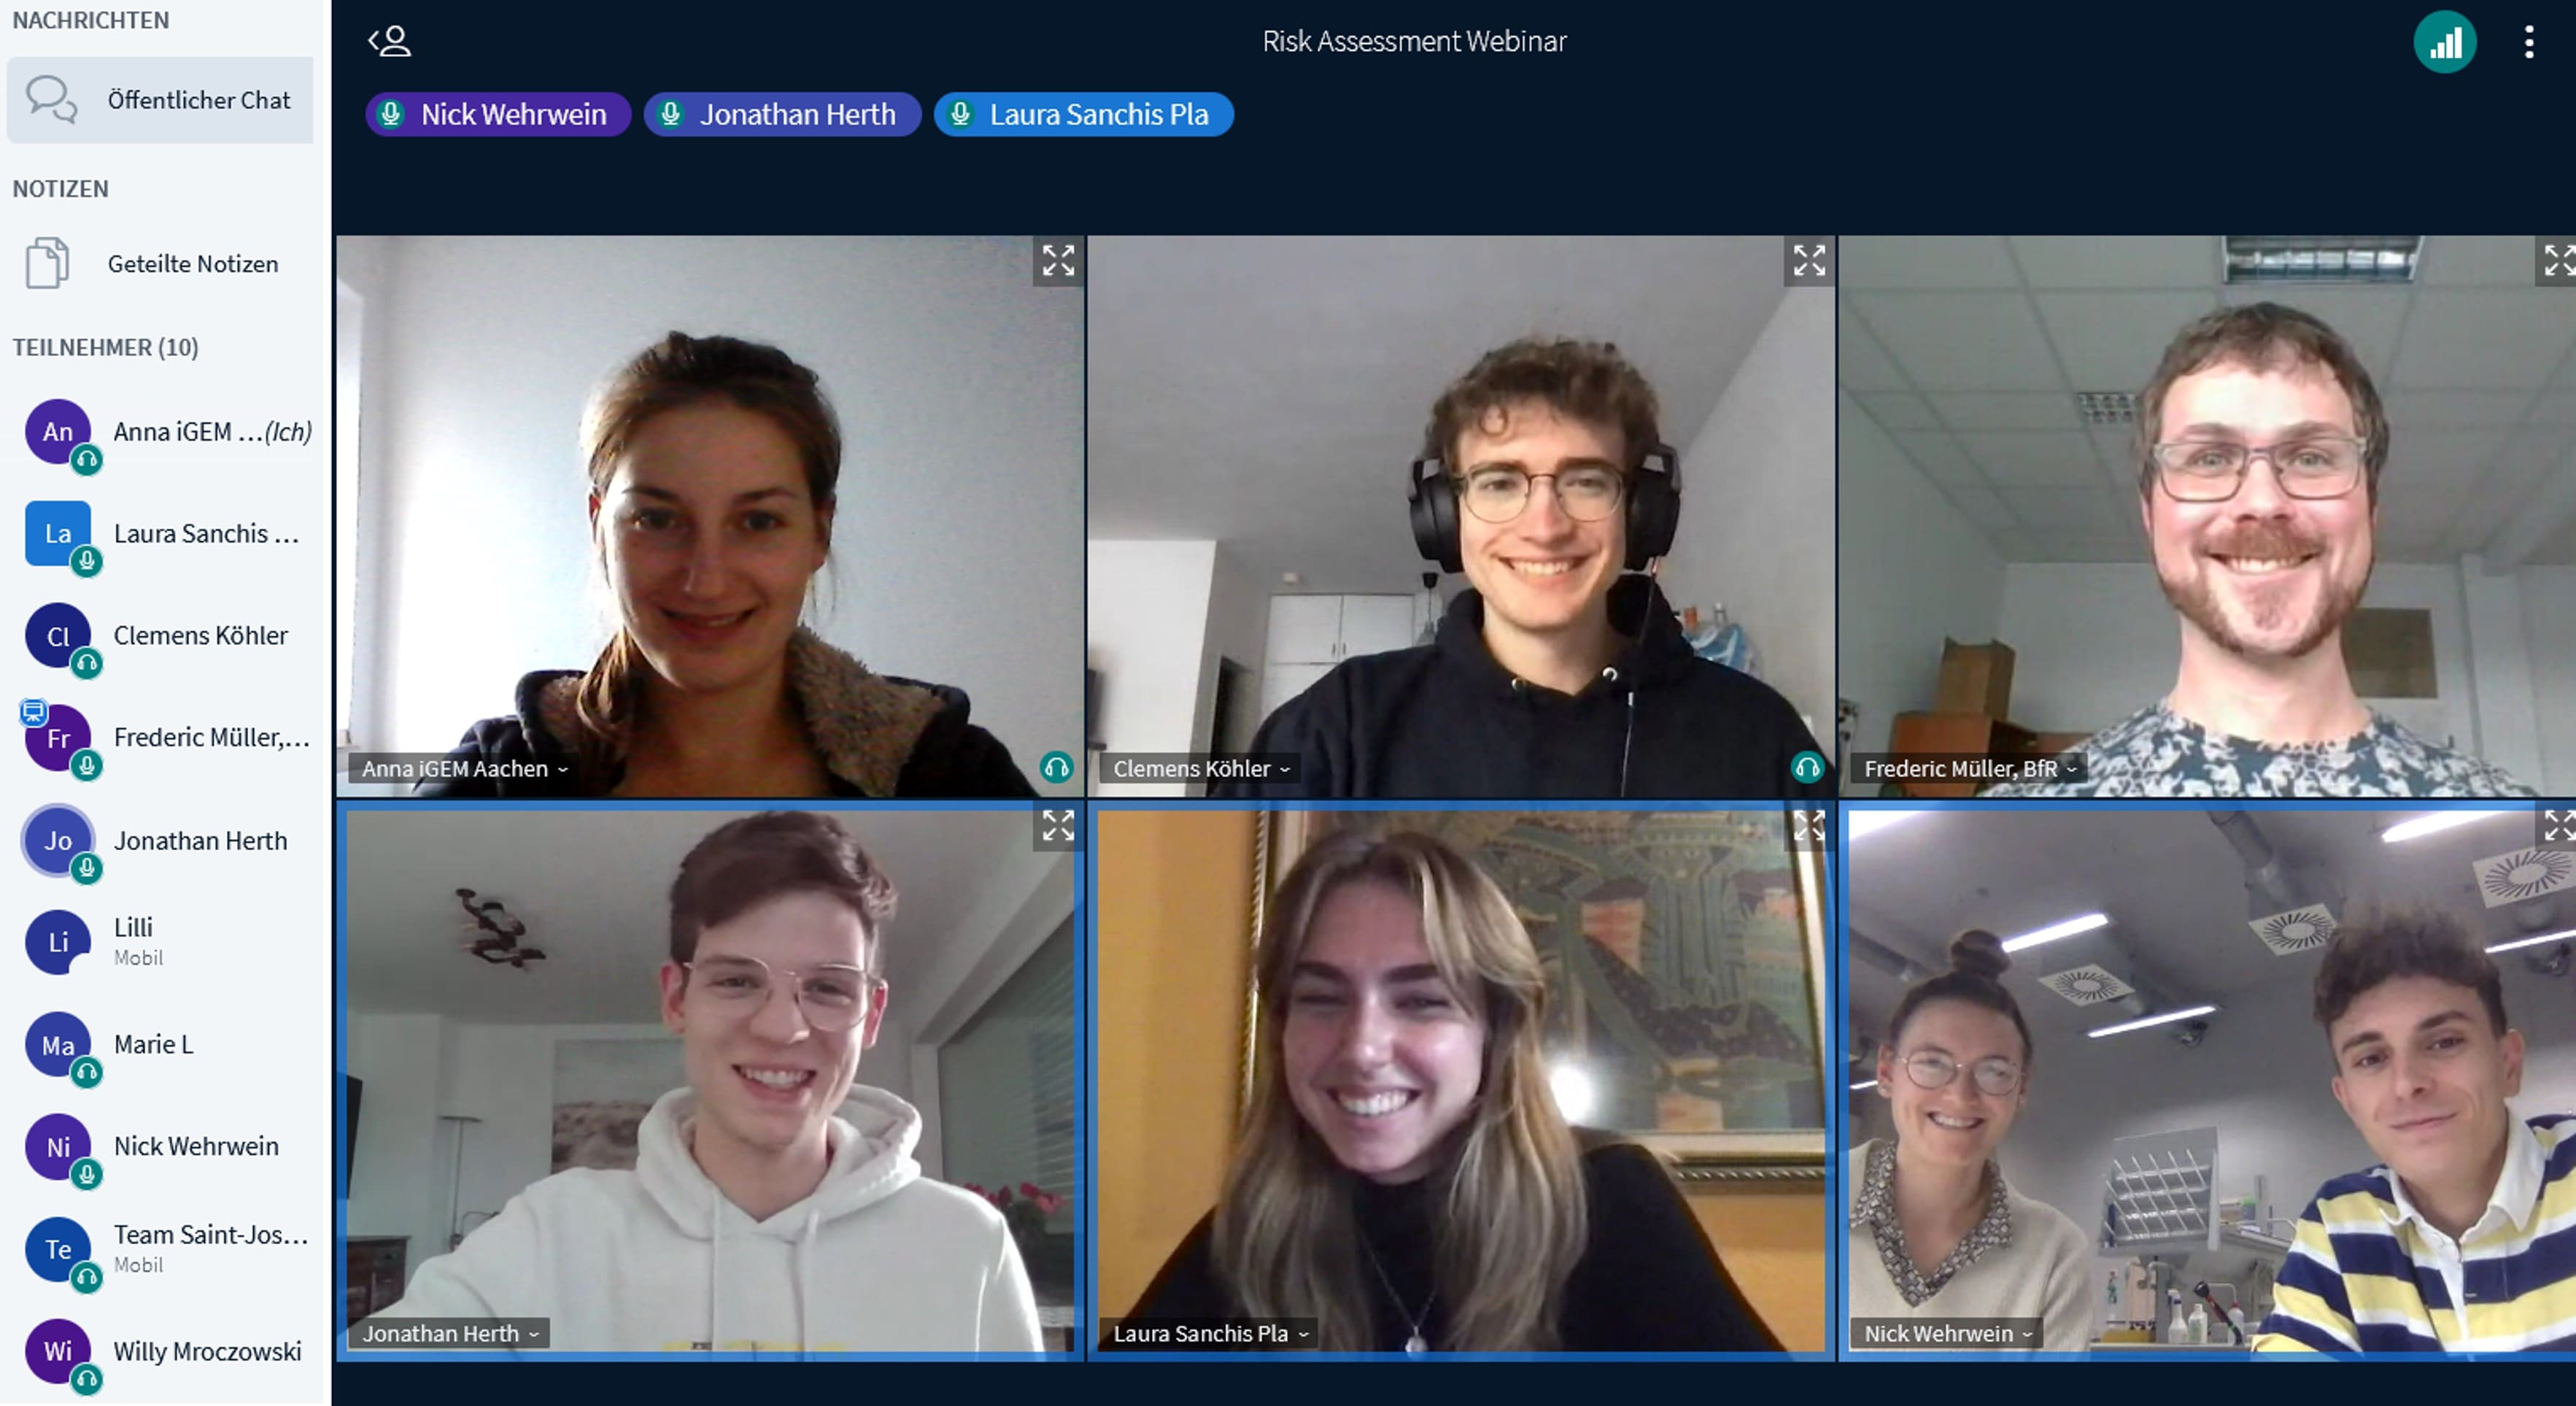 NACHRICHTEN
Öffentlicher Chat
NOTIZEN
Geteilte Notizen
TEILNEHMER (10)
An
Anna iGEM ...(Ich)
La
Laura Sanchis ...
Cl
Clemens Köhler
Fr
Frederic Müller,...
Jo
Jonathan Herth
Li
Lilli
Mobil
Ma
Marie L
Ni
Nick Wehrwein
Te
Team Saint-Jos...
Mobil
Wi
Willy Mroczowski
Risk Assessment Webinar
Nick Wehrwein
Jonathan Herth
Laura Sanchis Pla
Anna iGEM Aachen
Clemens Köhler
Frederic Müller, BfR
Jonathan Herth
Laura Sanchis Pla
Nick Wehrwein